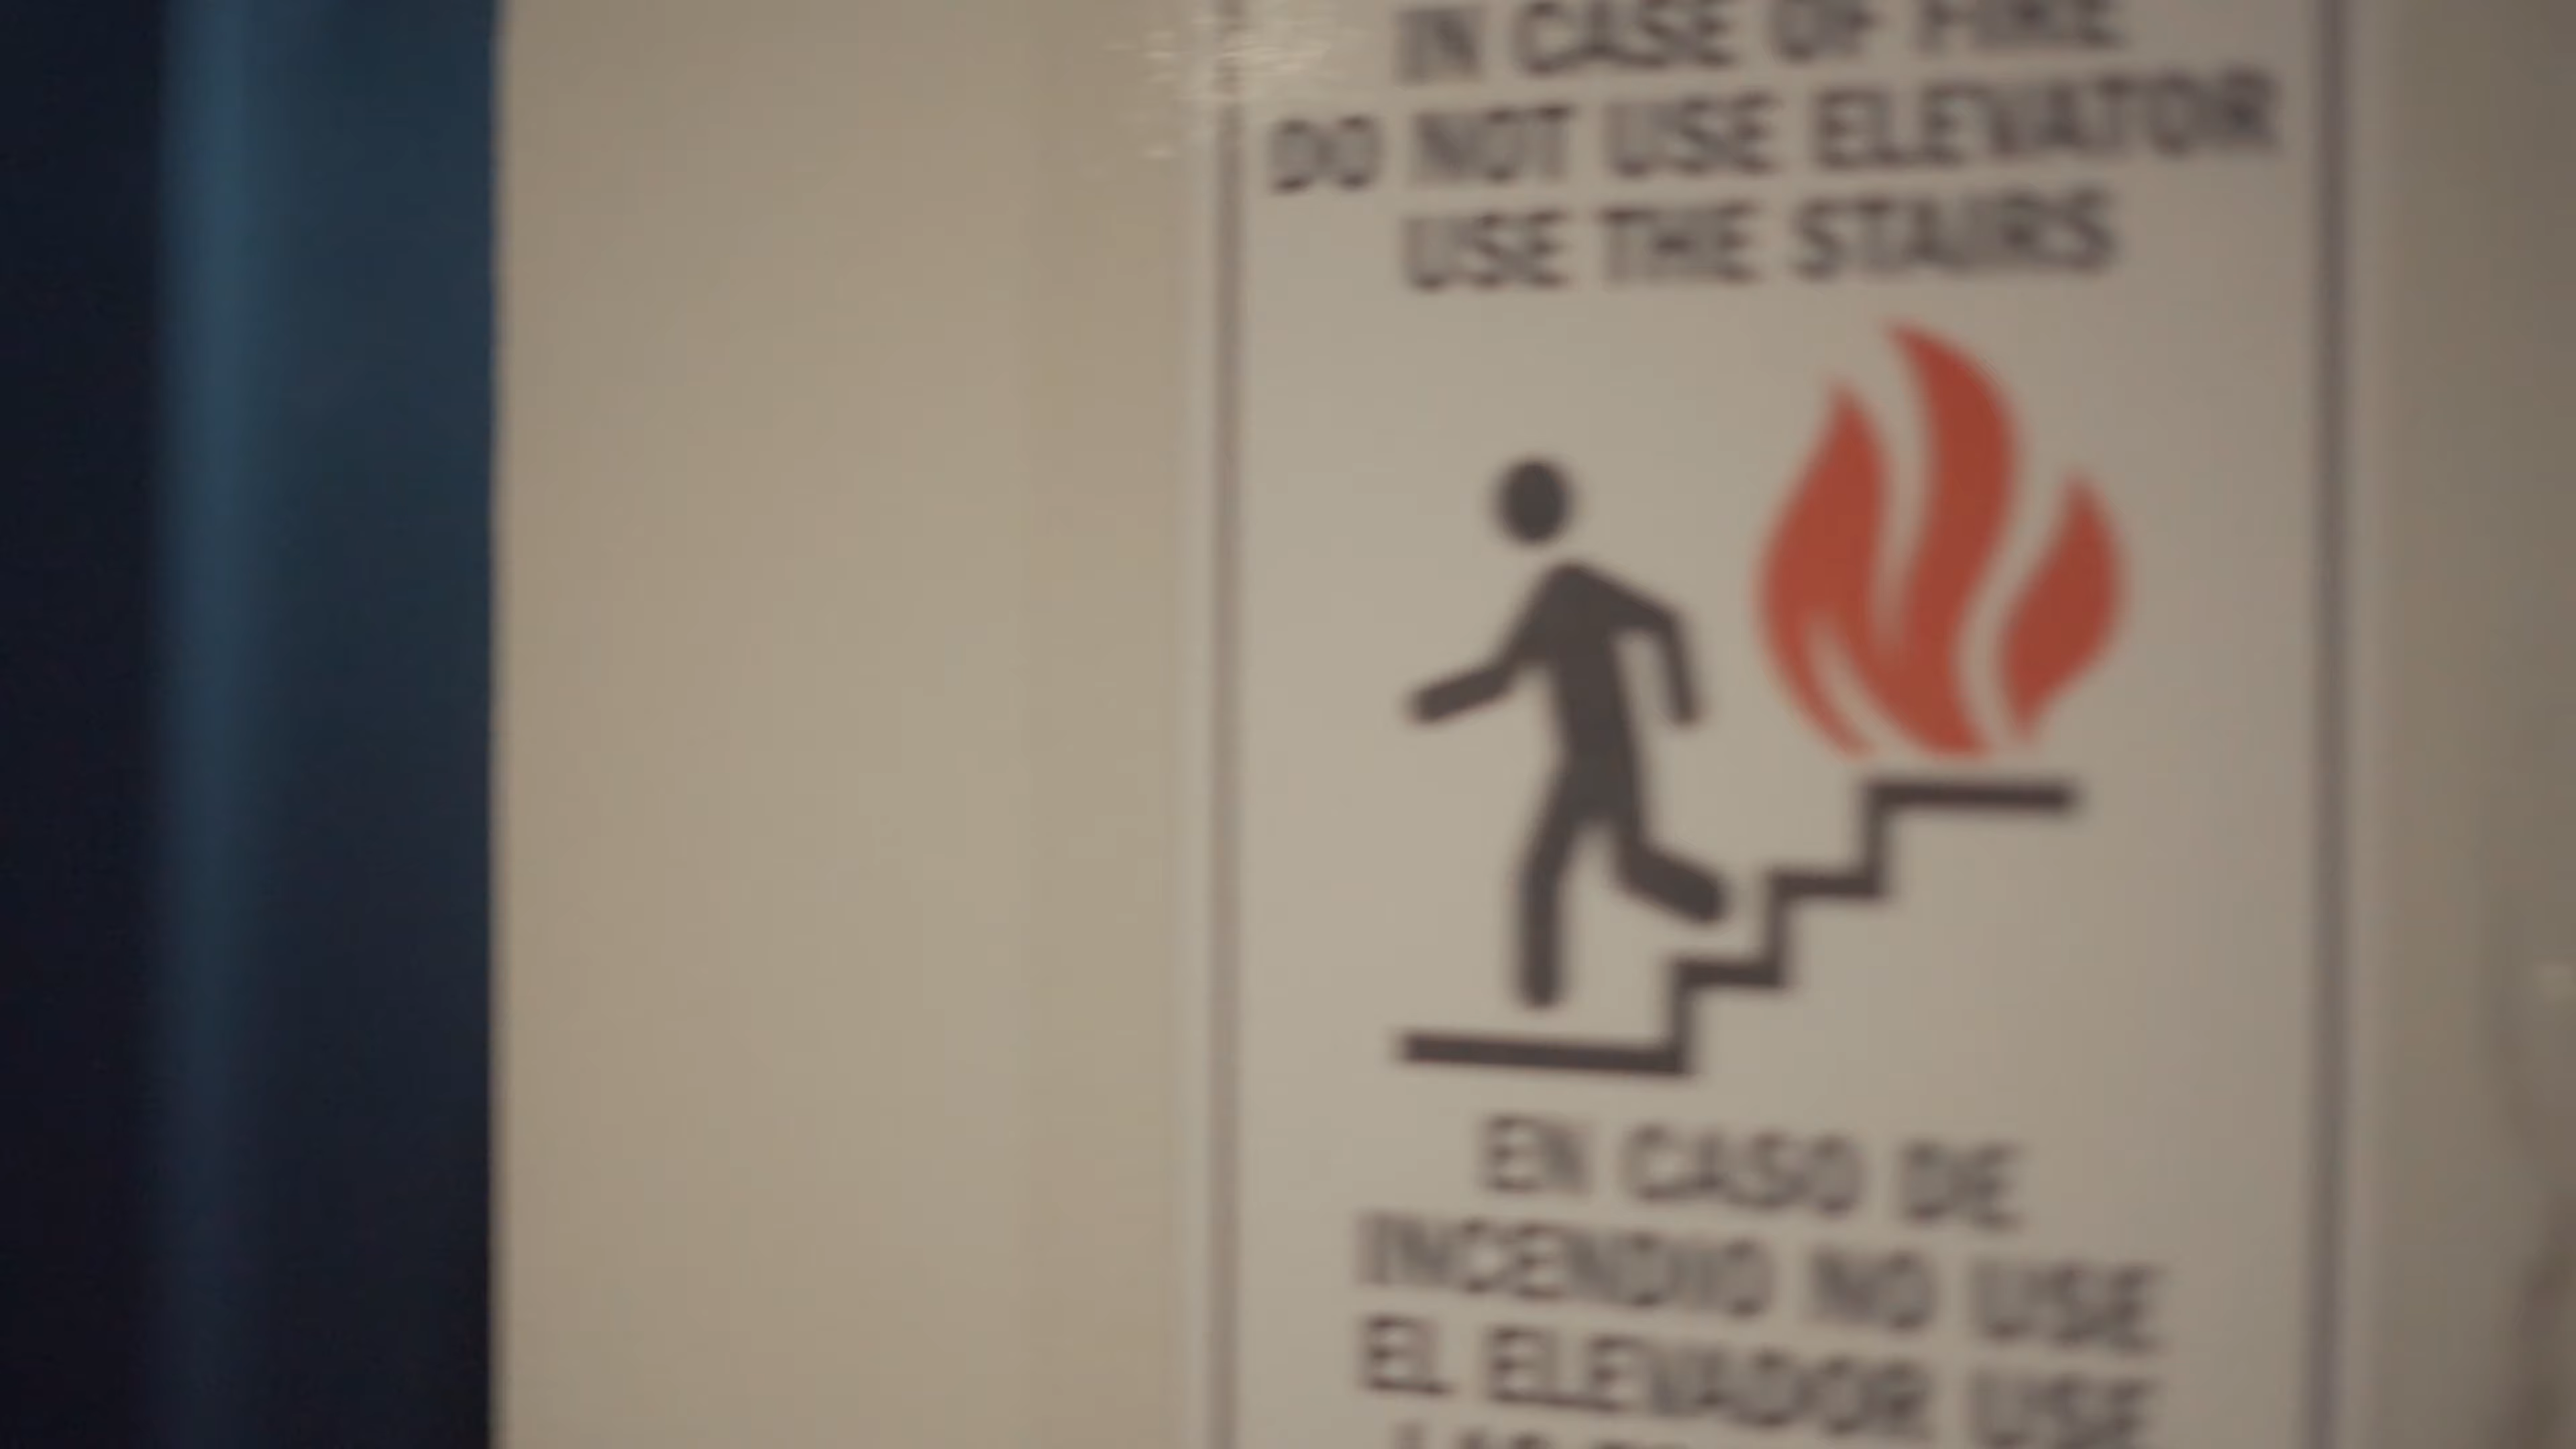 IN CASE OF FIRE
DO NOT USE ELEVATOR
USE THE STAIRS
EN CASO DE
INCENDIO NO USE
EL ELEVADOR USE